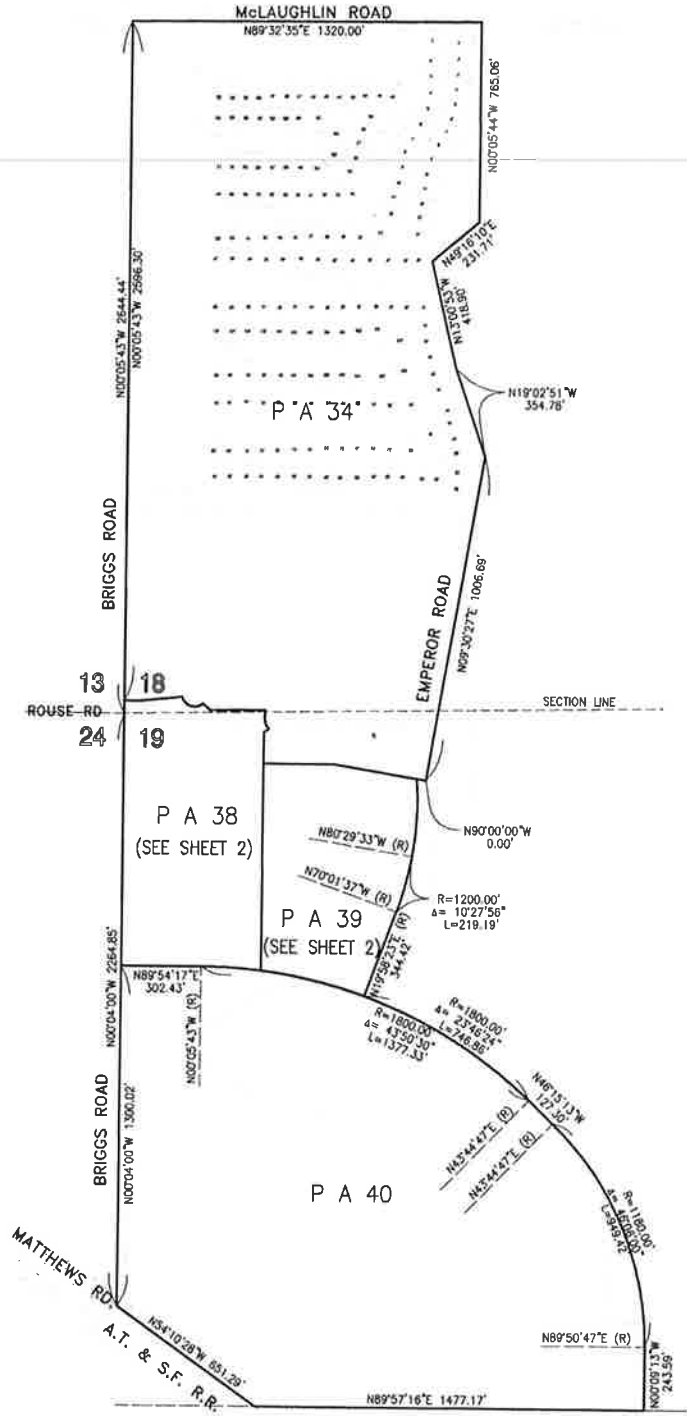 McLAUGHLIN ROAD
N89°32'35"E 1320.00'
N00°05'44"W 765.06'
N49°16'10"E
231.71'
N13°00'53"W
418.90'
N00°05'43"W 2644.44'
N00°05'43"W 2596.30'
N19°02'51"W
354.78'
P A 34
BRIGGS ROAD
EMPEROR ROAD
N09°30'27"E 1006.69'
13 18
ROUSE RD
SECTION LINE
24 19
P A 38
(SEE SHEET 2)
N90°00'00"W
0.00'
N80°29'33"W (R)
N70°01'37"W (R)
R=1200.00'
Δ= 10°27'56"
L=219.19'
P A 39
(SEE SHEET 2)
N19°58'23"E (R)
344.42'
N00°04'00"W 2264.85'
N89°54'17"E
302.43'
N00°05'43"W (R)
R=1800.00'
Δ= 43°50'30"
L=1377.33'
R=1800.00'
Δ= 23°46'24"
L=746.86'
N46°15'13"W
127.30'
N43°44'47"E (R)
N43°44'47"E (R)
BRIGGS ROAD
N00°04'00"W 1300.02'
P A 40
R=1180.00'
Δ= 46°06'00"
L=949.42
MATTHEWS RD.
A.T. & S.F. R.R.
N54°10'28"W 651.29'
N89°50'47"E (R)
N00°09'13"W
243.59'
N89°57'16"E 1477.17'